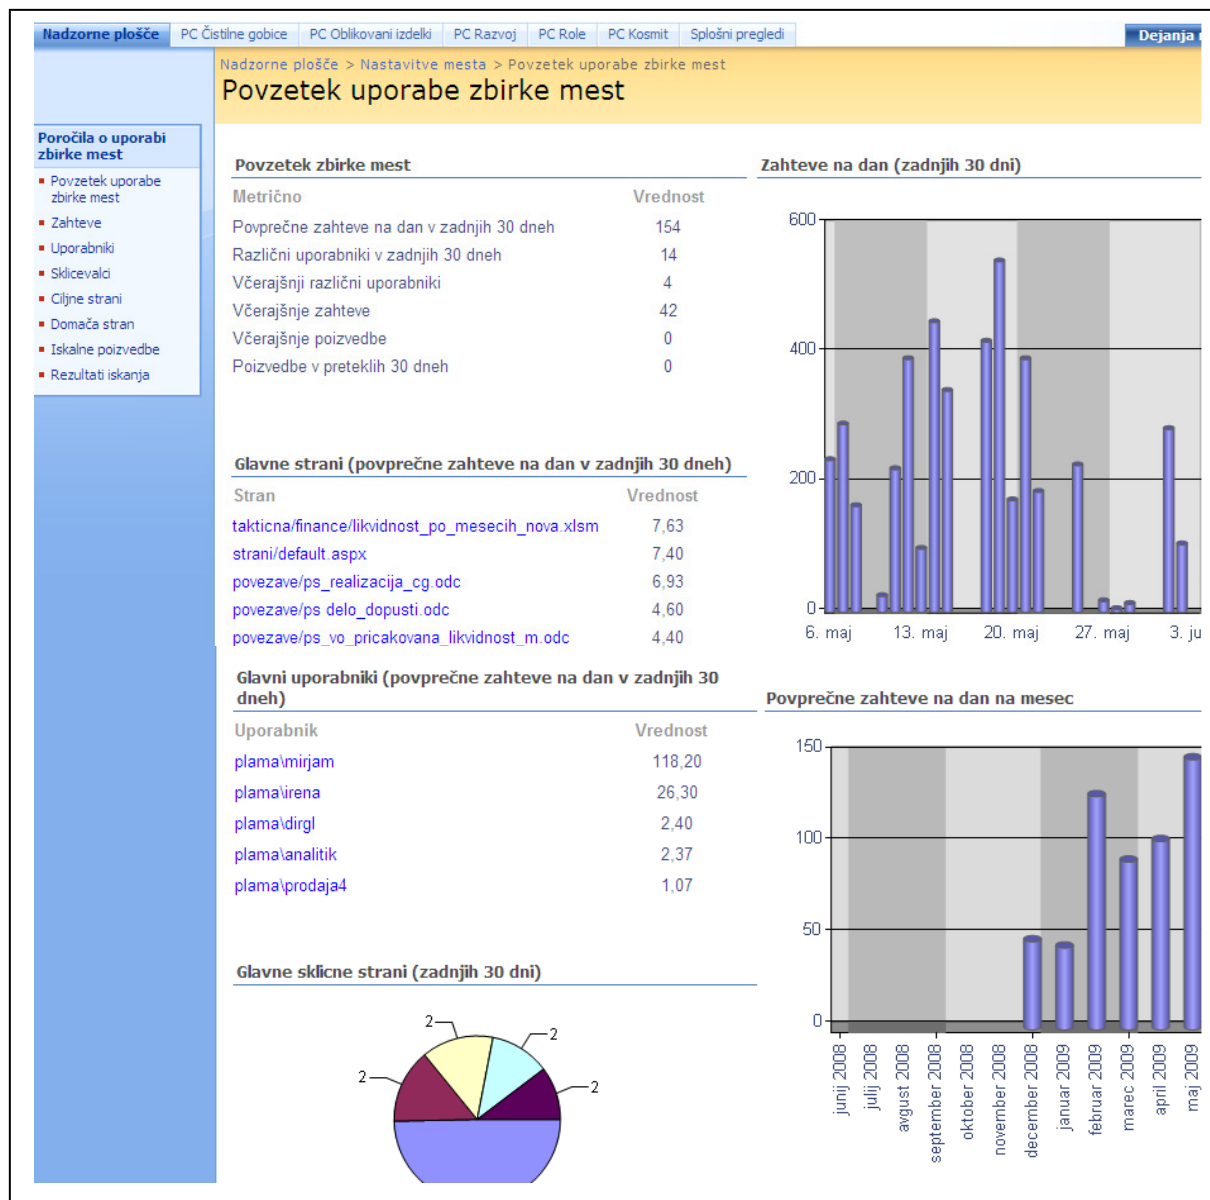 Nadzorne plošče PC Čistilne gobice PC Oblikovani izdelki PC Razvoj PC Role PC Kosmit Splošni pregledi Dejanja
Nadzorne plošče > Nastavitve mesta > Povzetek uporabe zbirke mest
Povzetek uporabe zbirke mest
Poročila o uporabi
zbirke mest
Povzetek uporabe
zbirke mest
Zahteve
Uporabniki
Sklicevalci
Ciljne strani
Domača stran
Iskalne poizvedbe
Rezultati iskanja
Povzetek zbirke mest
Metrično Vrednost
Povprečne zahteve na dan v zadnjih 30 dneh 154
Različni uporabniki v zadnjih 30 dneh 14
Včerajšnji različni uporabniki 4
Včerajšnje zahteve 42
Včerajšnje poizvedbe 0
Poizvedbe v preteklih 30 dneh 0
Zahteve na dan (zadnjih 30 dni)
600
400
200
0
6. maj 13. maj 20. maj 27. maj 3. ju
Glavne strani (povprečne zahteve na dan v zadnjih 30 dneh)
Stran Vrednost
takticna/finance/likvidnost_po_mesecih_nova.xlsm 7,63
strani/default.aspx 7,40
povezave/ps_realizacija_cg.odc 6,93
povezave/ps delo_dopusti.odc 4,60
povezave/ps_vo_pricakovana_likvidnost_m.odc 4,40
Glavni uporabniki (povprečne zahteve na dan v zadnjih 30
dneh)
Uporabnik Vrednost
plama\mirjam 118,20
plama\irena 26,30
plama\dirgl 2,40
plama\analitik 2,37
plama\prodaja4 1,07
Povprečne zahteve na dan na mesec
150
100
50
0
junij 2008
julij 2008
avgust 2008
september 2008
oktober 2008
november 2008
december 2008
januar 2009
februar 2009
marec 2009
april 2009
maj 2009
Glavne sklicne strani (zadnjih 30 dni)
2
2
2
2